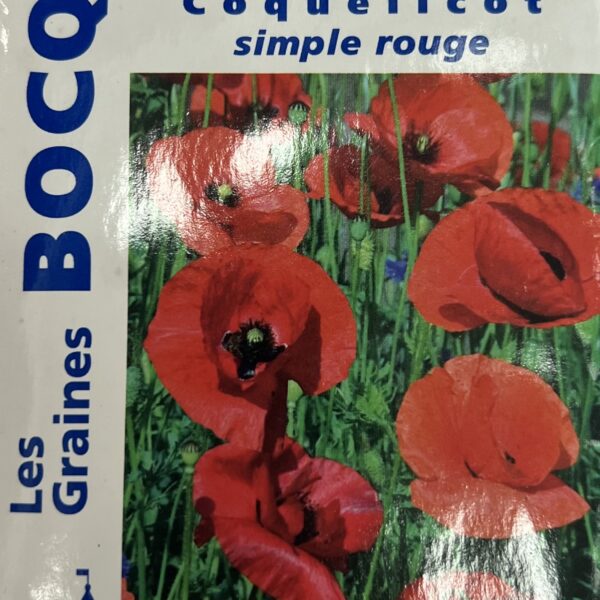 Coquelicot
simple rouge
Les
Graines
BOCQ